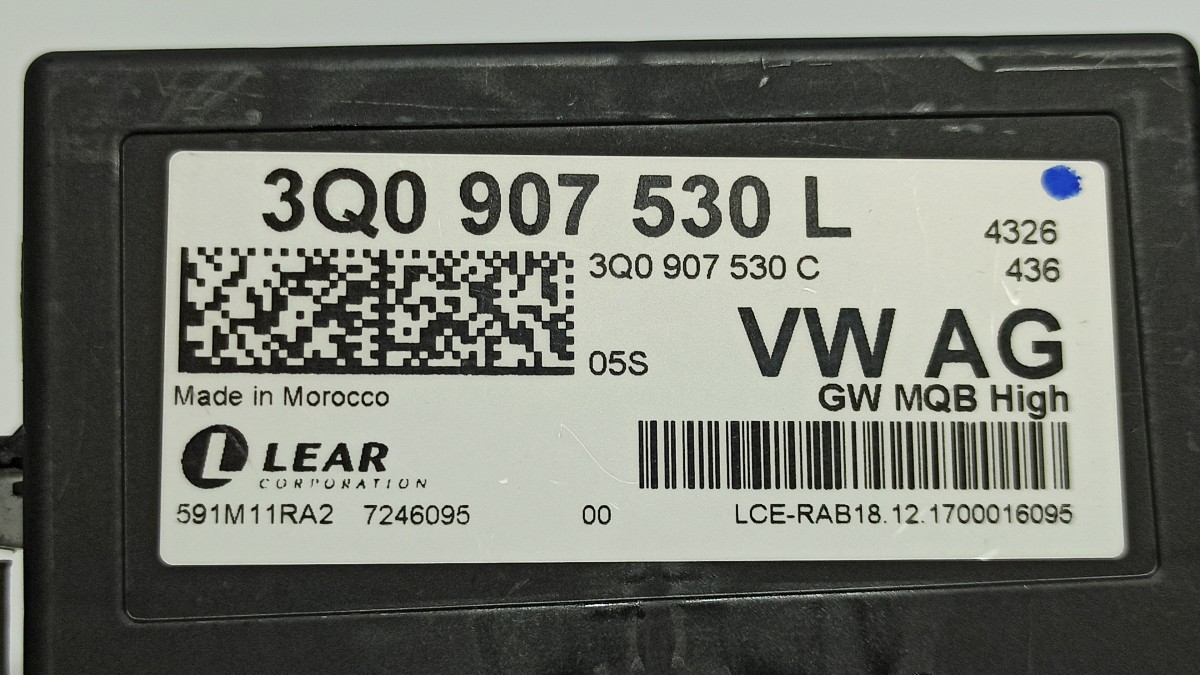 3Q0 907 530 L
4326
3Q0 907 530 C
436
05S
VW AG
GW MQB High
Made in Morocco
LEAR
CORPORATION
591M11RA2 7246095 00 LCE-RAB18.12.1700016095